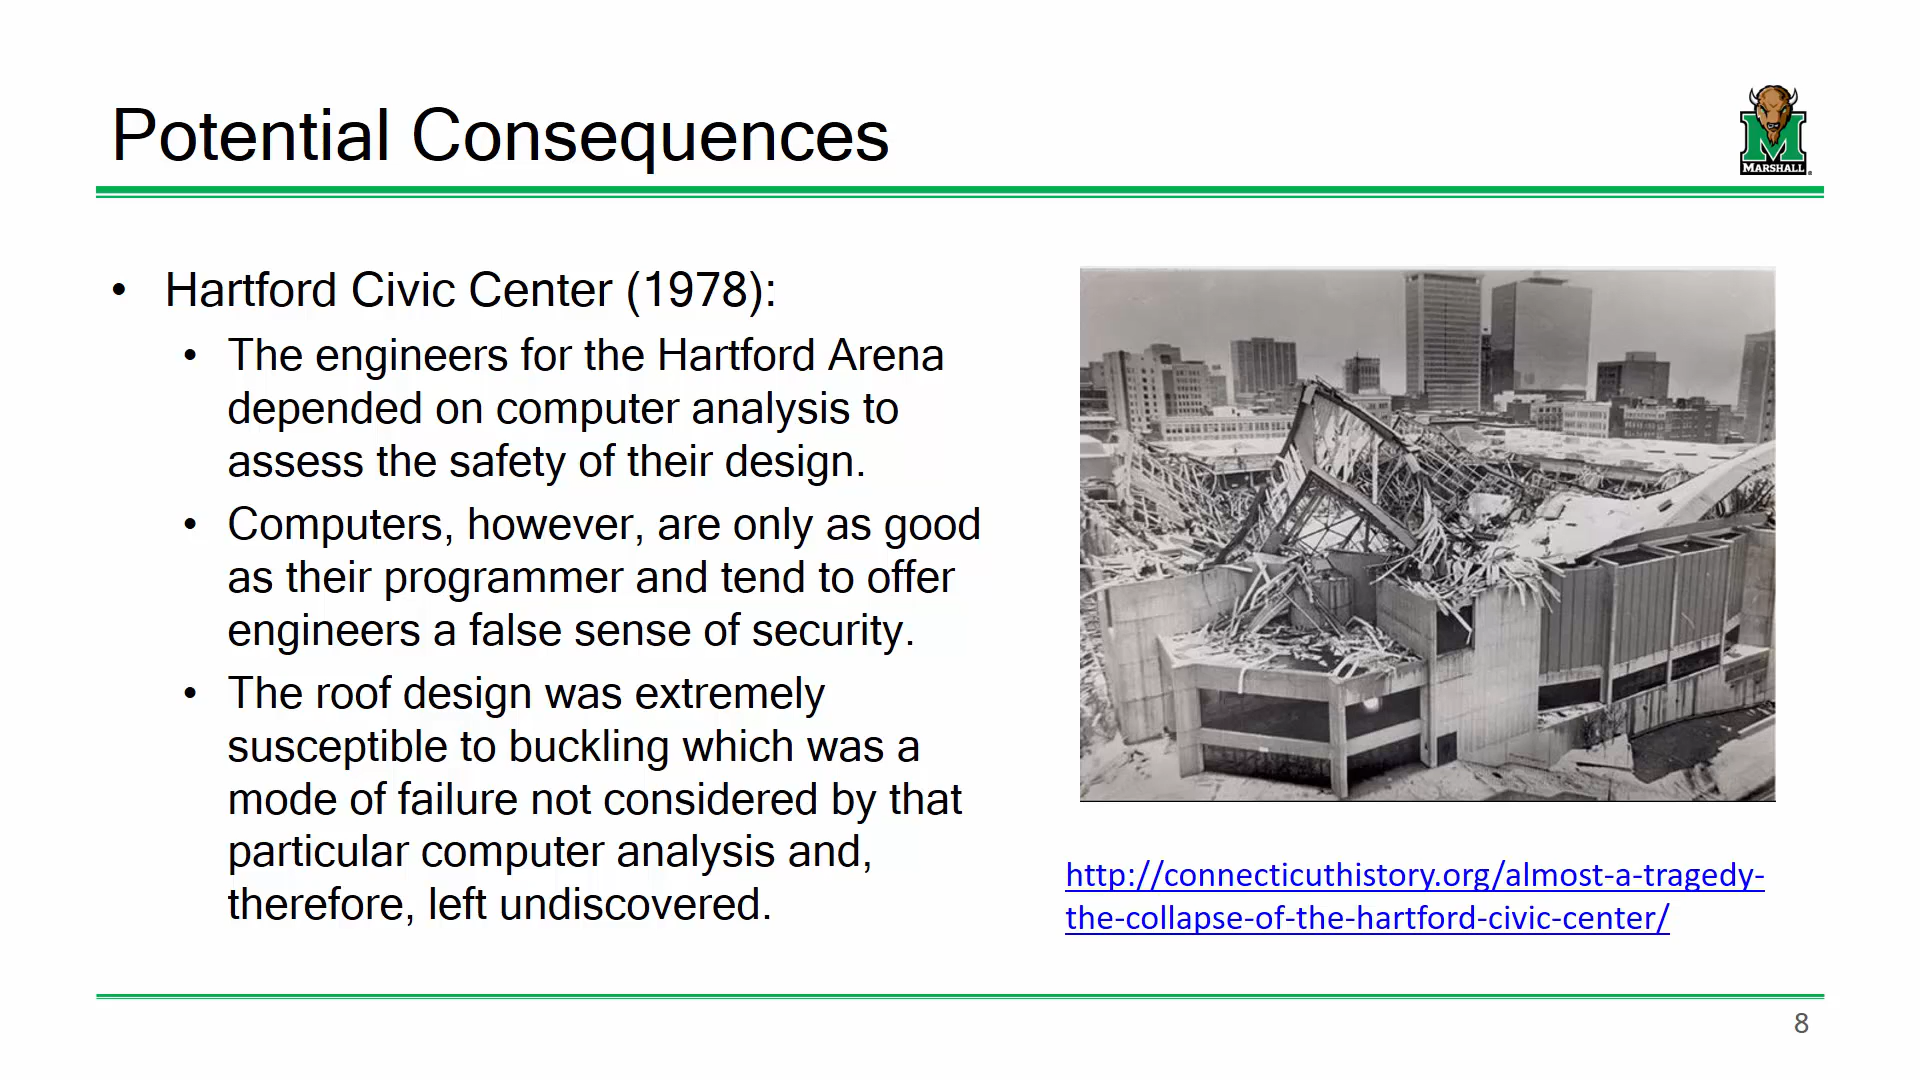 Potential Consequences
MARSHALL
• Hartford Civic Center (1978):
• The engineers for the Hartford Arena
depended on computer analysis to
assess the safety of their design.
• Computers, however, are only as good
as their programmer and tend to offer
engineers a false sense of security.
• The roof design was extremely
susceptible to buckling which was a
mode of failure not considered by that
particular computer analysis and,
therefore, left undiscovered.
http://connecticuthistory.org/almost-a-tragedy-
the-collapse-of-the-hartford-civic-center/
8